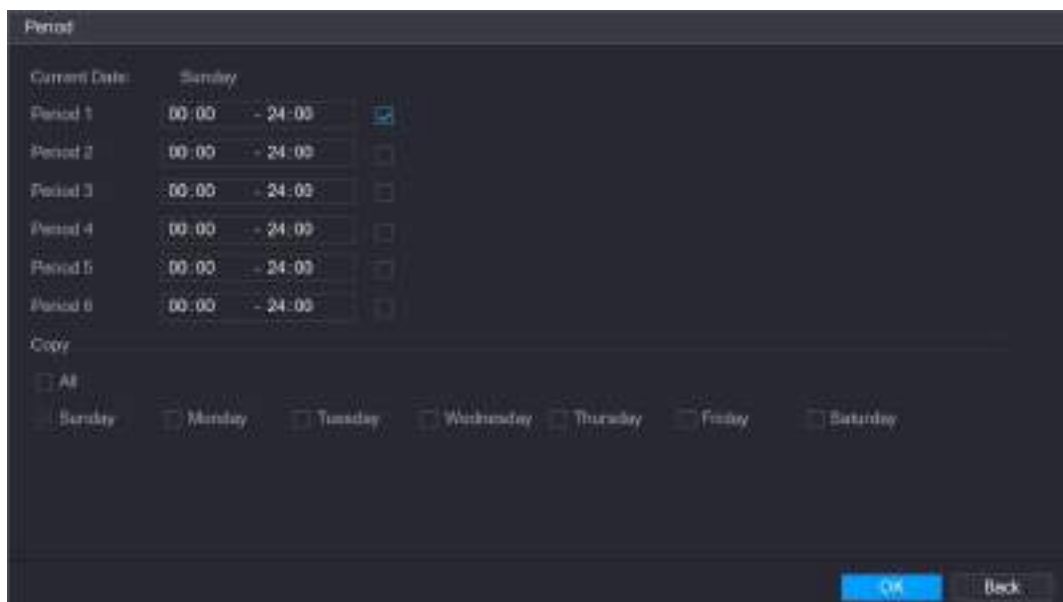 Period
Current Date: Sunday
Period 1 00:00 - 24:00
Period 2 00:00 - 24:00
Period 3 00:00 - 24:00
Period 4 00:00 - 24:00
Period 5 00:00 - 24:00
Period 6 00:00 - 24:00
Copy
All
Sunday Monday Tuesday Wednesday Thursday Friday Saturday
OK Back